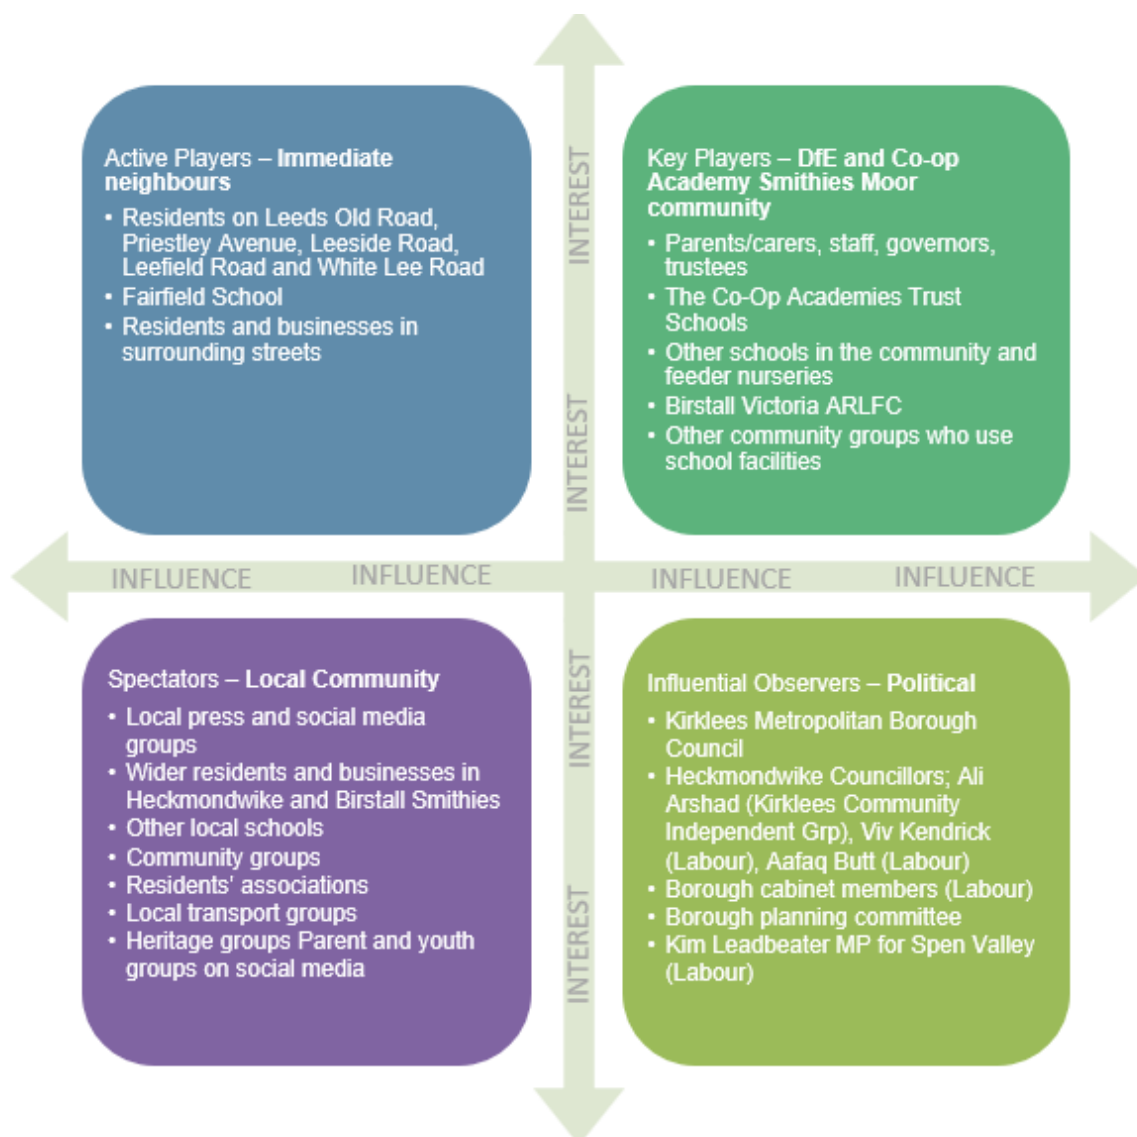 Active Players – Immediate
neighbours
• Residents on Leeds Old Road,
Priestley Avenue, Leeside Road,
Leefield Road and White Lee Road
• Fairfield School
• Residents and businesses in
surrounding streets
INTEREST
INTEREST
Key Players – DfE and Co-op
Academy Smithies Moor
community
• Parents/carers, staff, governors,
trustees
• The Co-Op Academies Trust
Schools
• Other schools in the community and
feeder nurseries
• Birstall Victoria ARLFC
• Other community groups who use
school facilities
INFLUENCE
INFLUENCE
INFLUENCE
INFLUENCE
Spectators – Local Community
• Local press and social media
groups
• Wider residents and businesses in
Heckmondwike and Birstall Smithies
• Other local schools
• Community groups
• Residents' associations
• Local transport groups
• Heritage groups Parent and youth
groups on social media
INTEREST
INTEREST
Influential Observers – Political
• Kirklees Metropolitan Borough
Council
• Heckmondwike Councillors; Ali
Arshad (Kirklees Community
Independent Grp), Viv Kendrick
(Labour), Aafaq Butt (Labour)
• Borough cabinet members (Labour)
• Borough planning committee
• Kim Leadbeater MP for Spen Valley
(Labour)